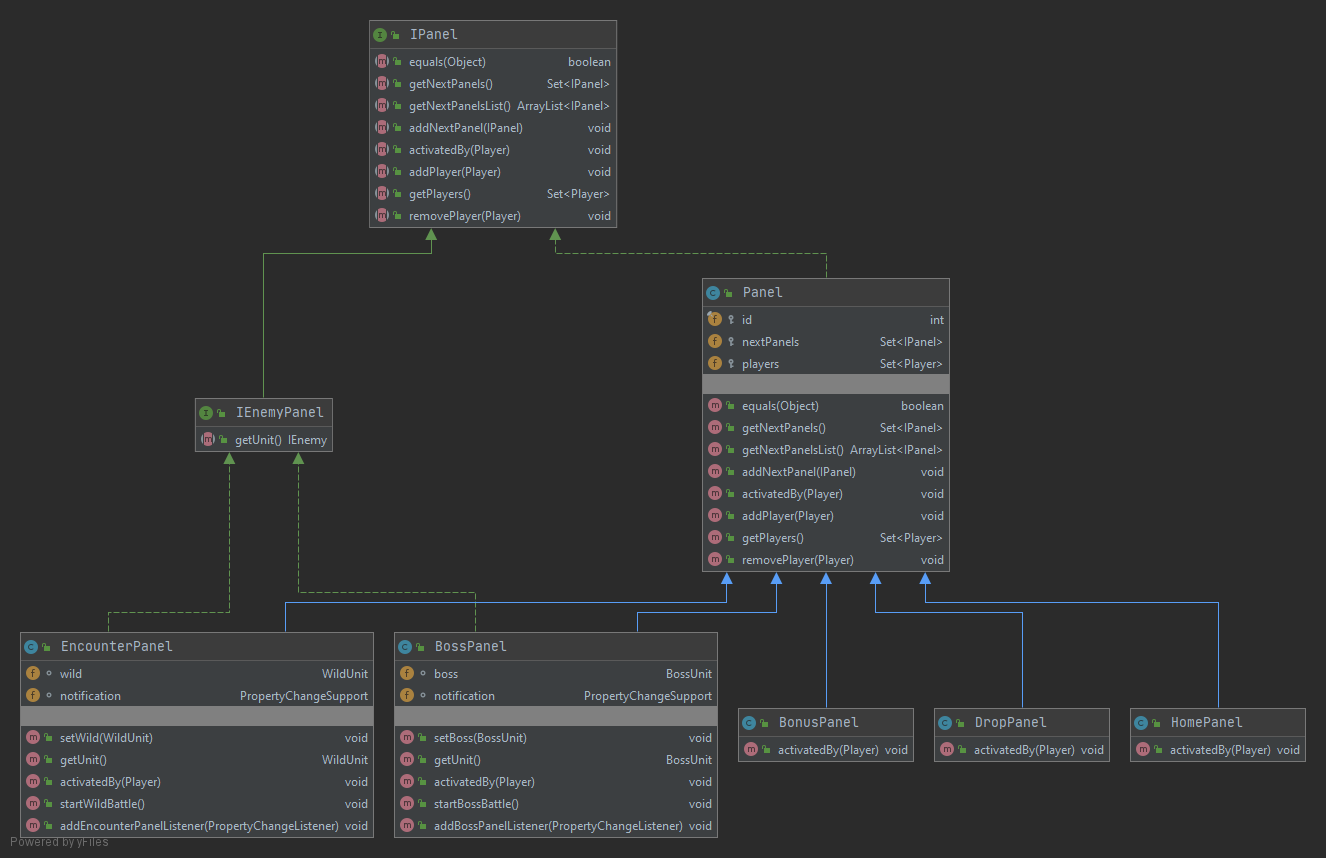 IPanel
equals(Object) boolean
getNextPanels() Set<IPanel>
getNextPanelsList() ArrayList<IPanel>
addNextPanel(IPanel) void
activatedBy(Player) void
addPlayer(Player) void
getPlayers() Set<Player>
removePlayer(Player) void
Panel
id int
nextPanels Set<IPanel>
players Set<Player>
equals(Object) boolean
getNextPanels() Set<IPanel>
getNextPanelsList() ArrayList<IPanel>
addNextPanel(IPanel) void
activatedBy(Player) void
addPlayer(Player) void
getPlayers() Set<Player>
removePlayer(Player) void
IEnemyPanel
getUnit() IEnemy
EncounterPanel
wild WildUnit
notification PropertyChangeSupport
setWild(WildUnit) void
getUnit() WildUnit
activatedBy(Player) void
startWildBattle() void
addEncounterPanelListener(PropertyChangeListener) void
BossPanel
boss BossUnit
notification PropertyChangeSupport
setBoss(BossUnit) void
getUnit() BossUnit
activatedBy(Player) void
startBossBattle() void
addBossPanelListener(PropertyChangeListener) void
BonusPanel
activatedBy(Player) void
DropPanel
activatedBy(Player) void
HomePanel
activatedBy(Player) void
Powered by yFiles